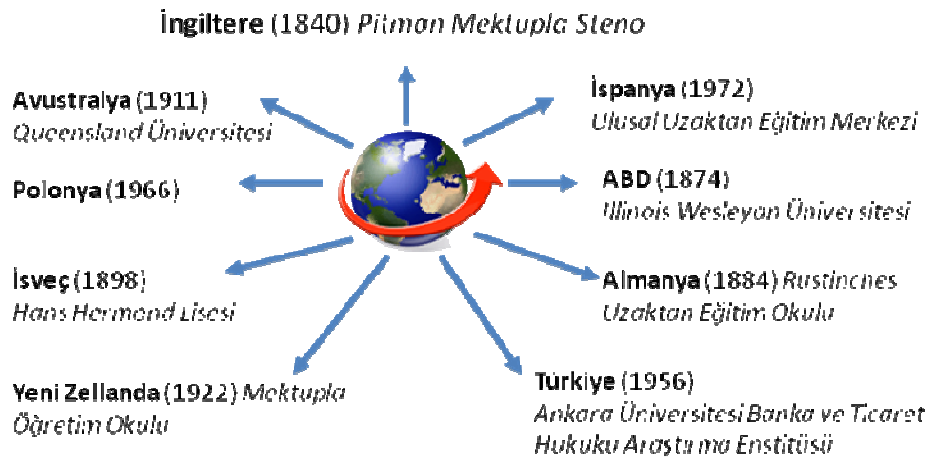 İngiltere (1840) Pitman Mektupla Steno
Avustralya (1911)
Queensland Üniversitesi
İspanya (1972)
Ulusal Uzaktan Eğitim Merkezi
Polonya (1966)
ABD (1874)
Illinois Wesleyan Üniversitesi
İsveç (1898)
Hans Hermond Lisesi
Almanya (1884) Rustinches
Uzaktan Eğitim Okulu
Yeni Zellanda (1922) Mektupla
Öğretim Okulu
Türkiye (1956)
Ankara Üniversitesi Banka ve Ticaret
Hukuku Araştırma Enstitüsü